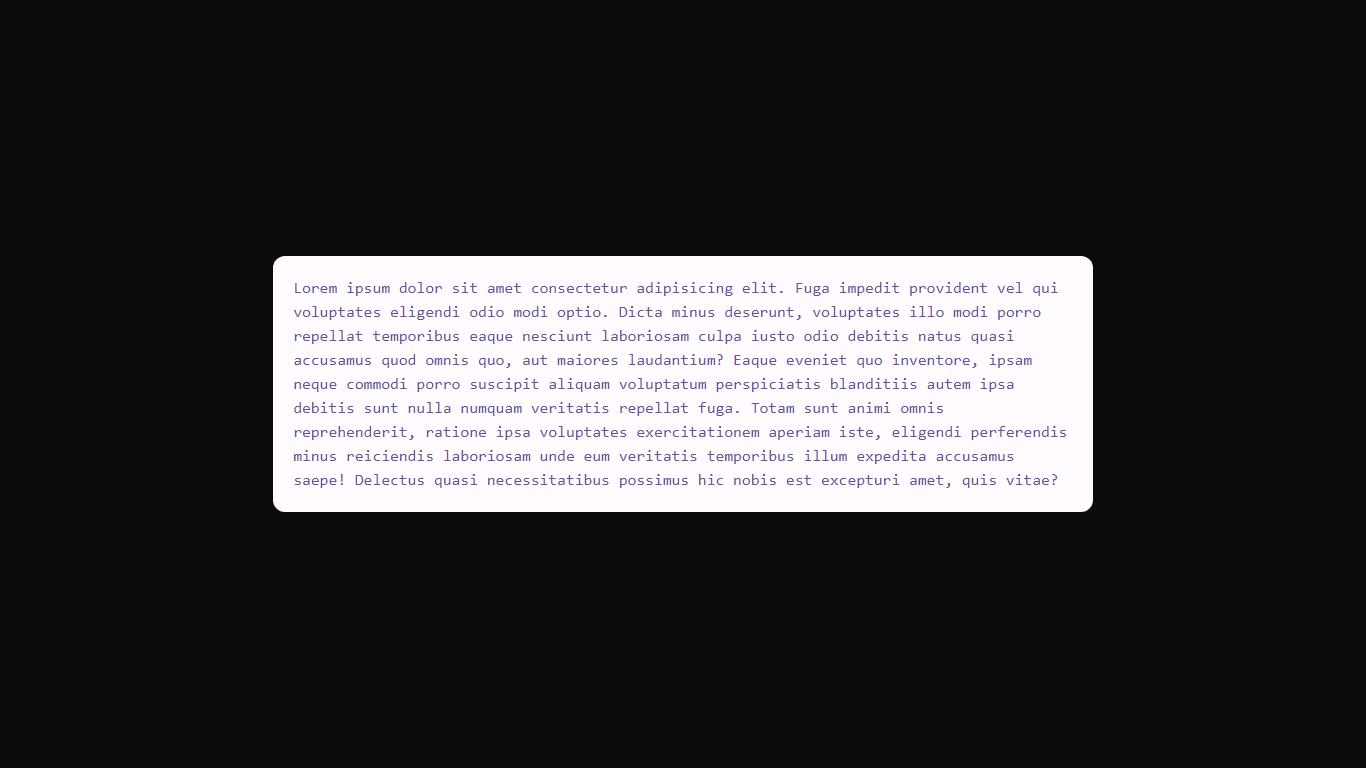 Lorem ipsum dolor sit amet consectetur adipisicing elit. Fuga impedit provident vel qui
voluptates eligendi odio modi optio. Dicta minus deserunt, voluptates illo modi porro
repellat temporibus eaque nesciunt laboriosam culpa iusto odio debitis natus quasi
accusamus quod omnis quo, aut maiores laudantium? Eaque eveniet quo inventore, ipsam
neque commodi porro suscipit aliquam voluptatum perspiciatis blanditiis autem ipsa
debitis sunt nulla numquam veritatis repellat fuga. Totam sunt animi omnis
reprehenderit, ratione ipsa voluptates exercitationem aperiam iste, eligendi perferendis
minus reiciendis laboriosam unde eum veritatis temporibus illum expedita accusamus
saepe! Delectus quasi necessitatibus possimus hic nobis est excepturi amet, quis vitae?